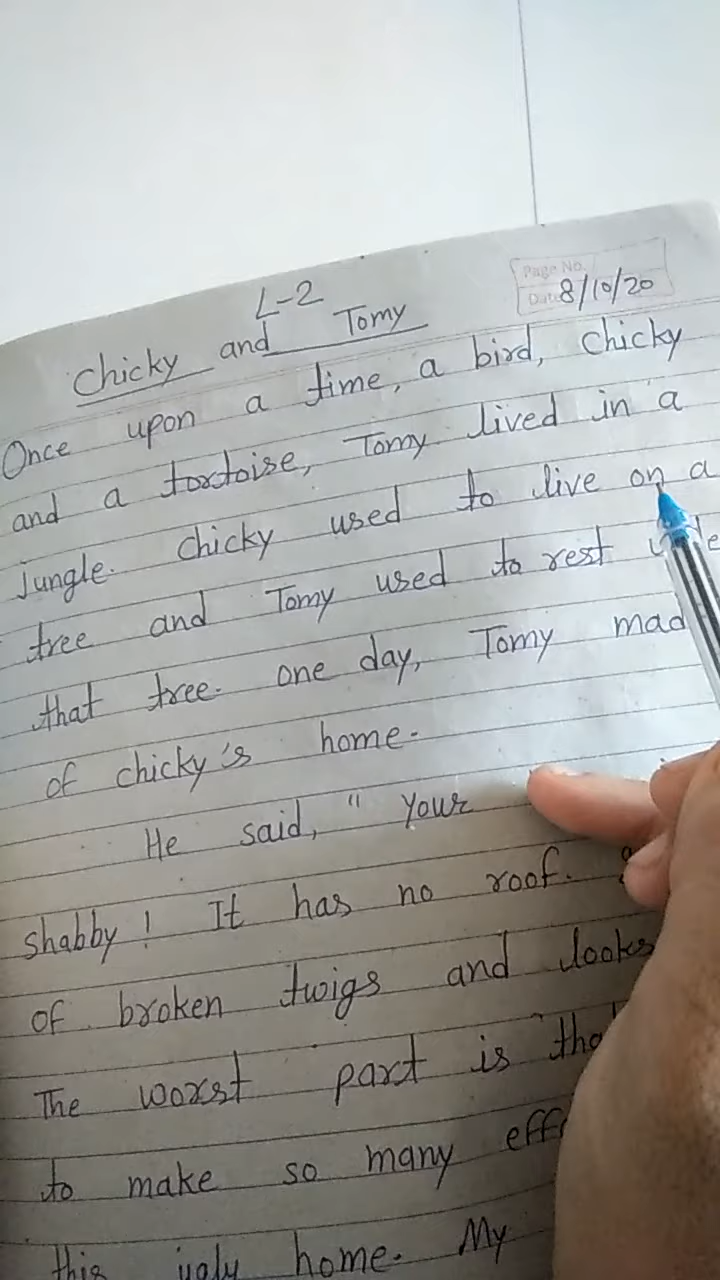 L-2
Page No.
Date 8/10/20
Chicky and Tomy
Once upon a time, a bird, Chicky
and a tortoise, Tomy lived in a
jungle. Chicky used to live on a
tree and Tomy used to rest
that tree. One day, Tomy
of chicky's home.
He said, " Your
shabby! It has no roof.
of broken twigs and looks
The worst part is
to make so many
this ugly home. My